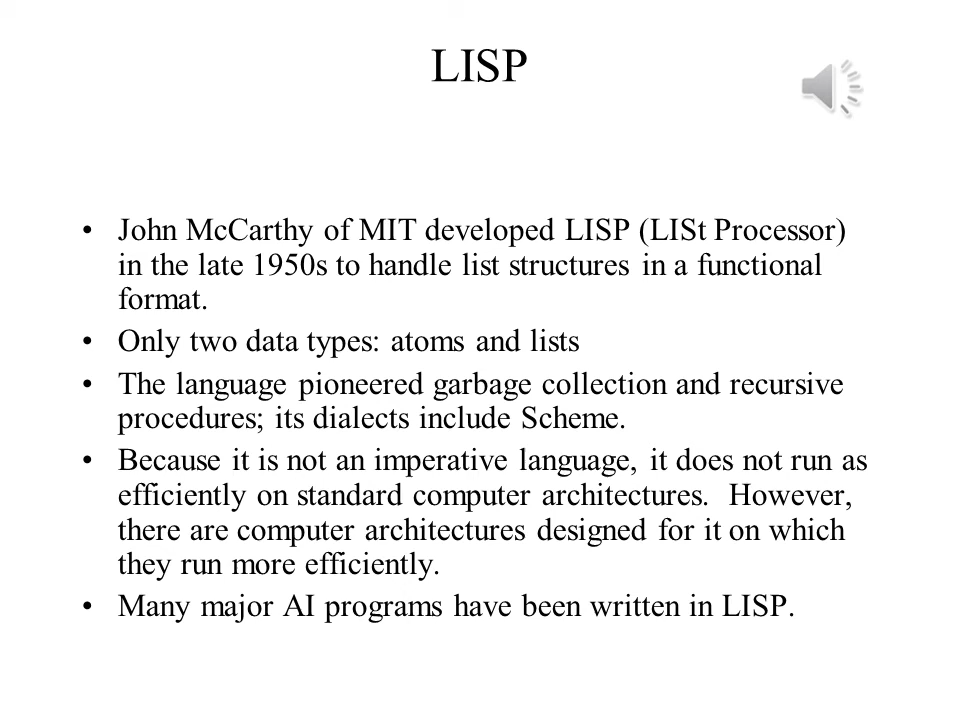 LISP
• John McCarthy of MIT developed LISP (LISt Processor)
in the late 1950s to handle list structures in a functional
format.
• Only two data types: atoms and lists
• The language pioneered garbage collection and recursive
procedures; its dialects include Scheme.
• Because it is not an imperative language, it does not run as
efficiently on standard computer architectures.  However,
there are computer architectures designed for it on which
they run more efficiently.
• Many major AI programs have been written in LISP.